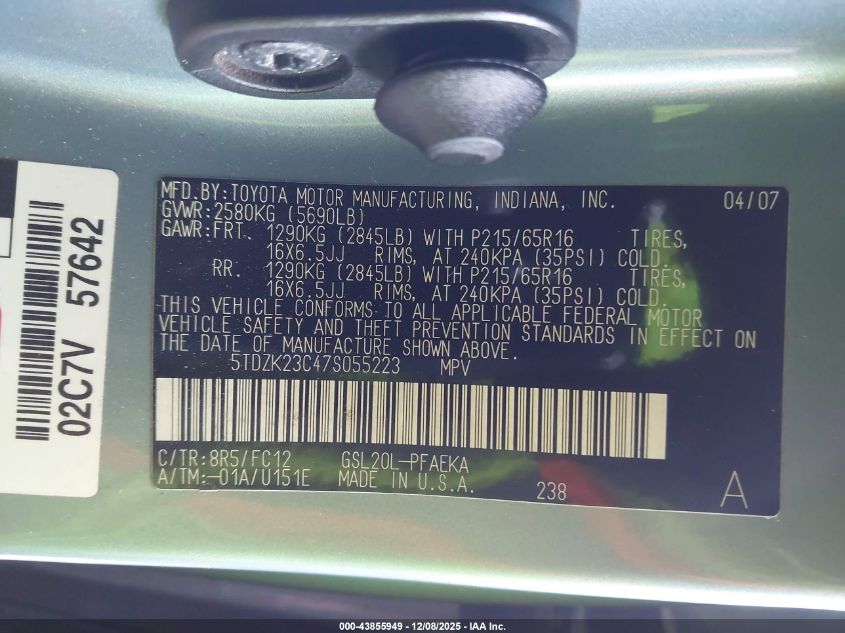 MFD.BY:TOYOTA MOTOR MANUFACTURING, INDIANA, INC. 04/07
GVWR:2580KG (5690LB)
GAWR:FRT. 1290KG (2845LB) WITH P215/65R16 TIRES,
16X6.5JJ RIMS, AT 240KPA (35PSI) COLD.
RR. 1290KG (2845LB) WITH P215/65R16 TIRES,
16X6.5JJ RIMS, AT 240KPA (35PSI) COLD.
THIS VEHICLE CONFORMS TO ALL APPLICABLE FEDERAL MOTOR
VEHICLE SAFETY AND THEFT PREVENTION STANDARDS IN EFFECT ON
THE DATE OF MANUFACTURE SHOWN ABOVE.
5TDZK23C47S055223 MPV
C/TR:8R5/FC12 GSL20L-PFAEKA
A/TM:-01A/U151E MADE IN U.S.A. 238 A
02C7V 57642
000-43855949 - 12/08/2025 - IAA Inc.